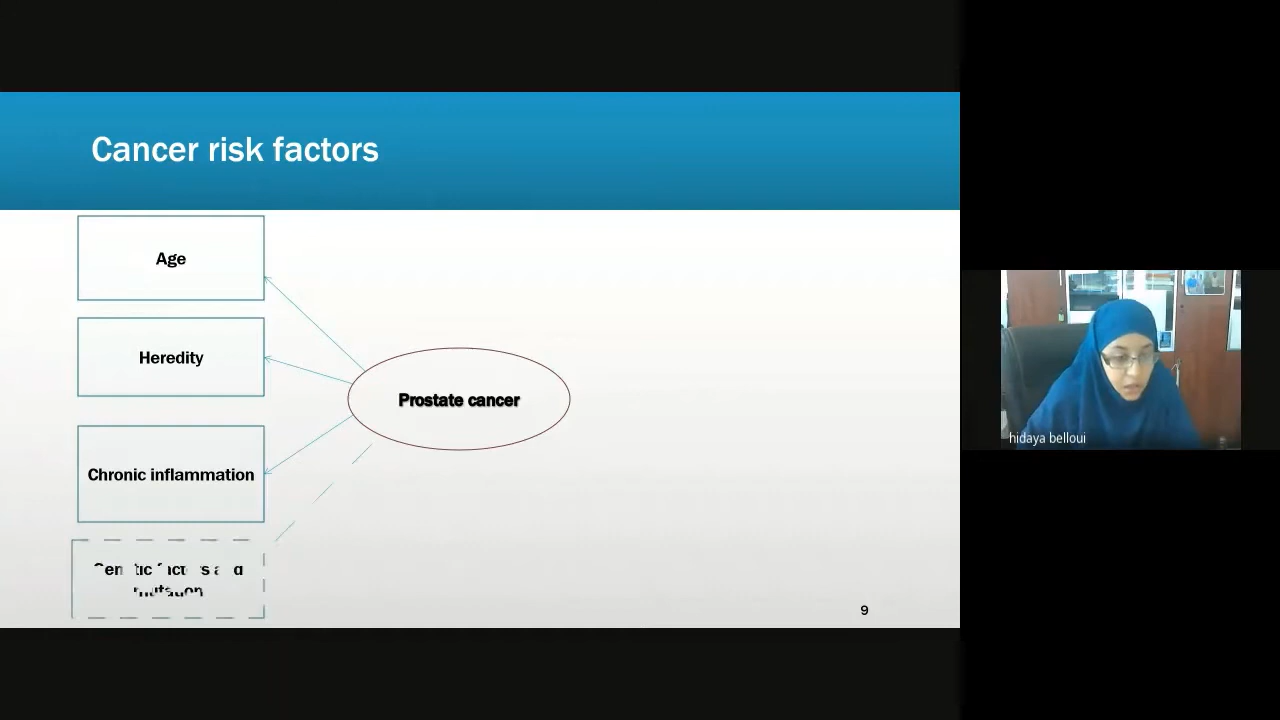 Cancer risk factors
Age
Heredity
Chronic inflammation
Prostate cancer
9
hidaya belloui